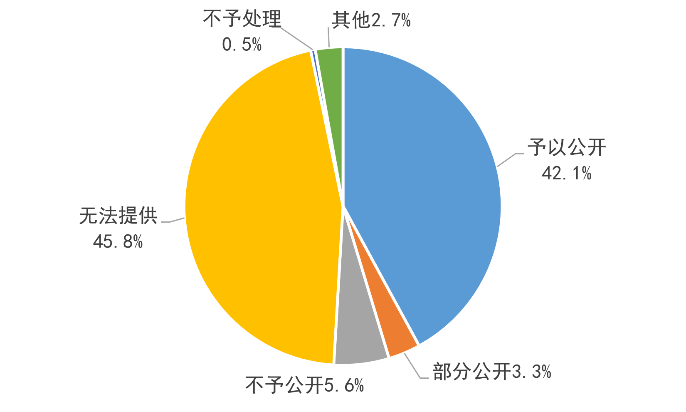 不予处理
0.5%
其他2.7%
予以公开
42.1%
无法提供
45.8%
不予公开5.6%
部分公开3.3%